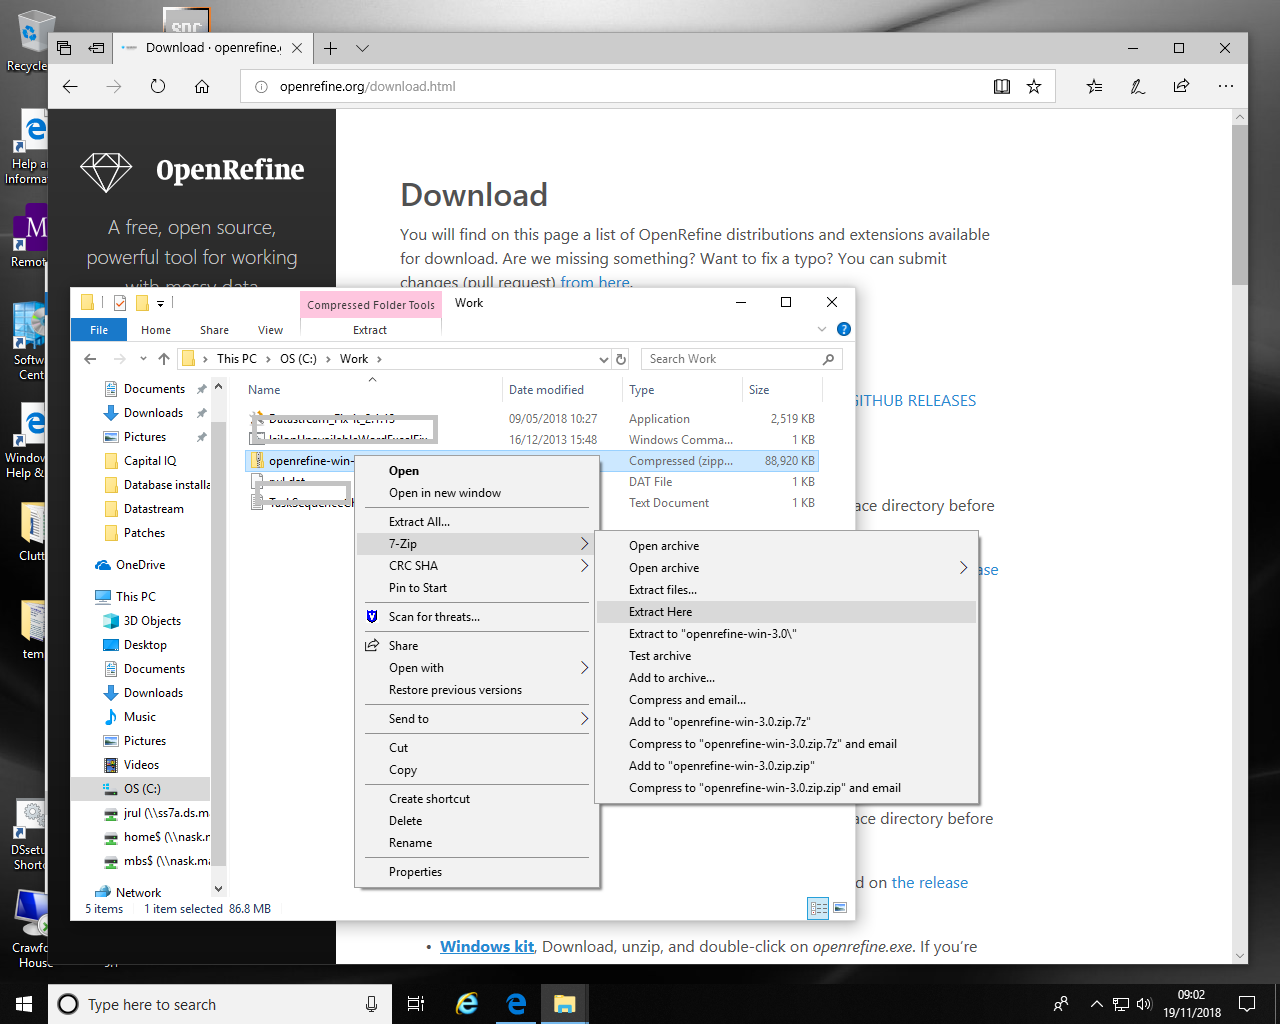 SDC
Recycle
Download · openrefine.g
openrefine.org/download.html
Help a
Informa
Remot
Softw
Cent
Window
Help &
Clutt
tem
DSset
Shorto
Crawfo
House
OpenRefine
A free, open source,
powerful tool for working
with messy data
Download
You will find on this page a list of OpenRefine distributions and extensions available
for download. Are we missing something? Want to fix a typo? You can submit
changes (pull request) from here.
GITHUB RELEASES
ace directory before
ase
ace directory before
d on the release
• Windows kit, Download, unzip, and double-click on openrefine.exe. If you're
Compressed Folder Tools
Work
File
Home
Share
View
Extract
This PC
OS (C:)
Work
Search Work
Documents
Downloads
Pictures
Capital IQ
Database installa
Datastream
Patches
OneDrive
This PC
3D Objects
Desktop
Documents
Downloads
Music
Pictures
Videos
OS (C:)
jrul (\\ss7a.ds.m
home$ (\\nask.m
mbs$ (\\nask.ma
Network
Name Date modified Type Size
09/05/2018 10:27 Application 2,519 KB
16/12/2013 15:48 Windows Comma... 1 KB
openrefine-win- Compressed (zipp... 88,920 KB
DAT File 1 KB
Text Document 1 KB
5 items 1 item selected 86.8 MB
Open
Open in new window
Extract All...
7-Zip
CRC SHA
Pin to Start
Scan for threats...
Share
Open with
Restore previous versions
Send to
Cut
Copy
Create shortcut
Delete
Rename
Properties
Open archive
Open archive
Extract files...
Extract Here
Extract to "openrefine-win-3.0\"
Test archive
Add to archive...
Compress and email...
Add to "openrefine-win-3.0.zip.7z"
Compress to "openrefine-win-3.0.zip.7z" and email
Add to "openrefine-win-3.0.zip.zip"
Compress to "openrefine-win-3.0.zip.zip" and email
Type here to search
09:02
19/11/2018